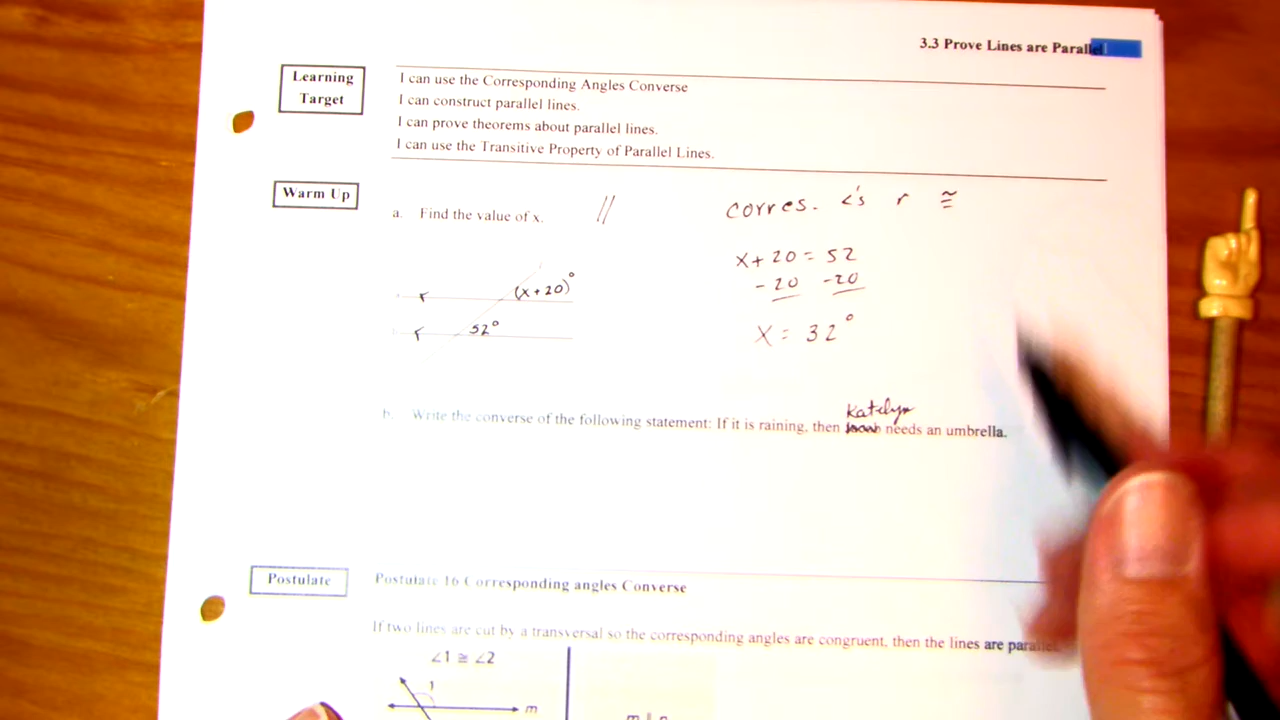 3.3 Prove Lines are Parallel
Learning
Target
I can use the Corresponding Angles Converse
I can construct parallel lines.
I can prove theorems about parallel lines.
I can use the Transitive Property of Parallel Lines.
Warm Up
a. Find the value of x. //
corres. ∠'s r ≅
x + 20 = 52
- 20 - 20
x = 32°
(x+20)°
52°
Katelyn
b. Write the converse of the following statement: If it is raining, then needs an umbrella.
Postulate
Postulate 16 Corresponding angles Converse
If two lines are cut by a transversal so the corresponding angles are congruent, then the lines are parallel.
∠1 ≅ ∠2
1
m